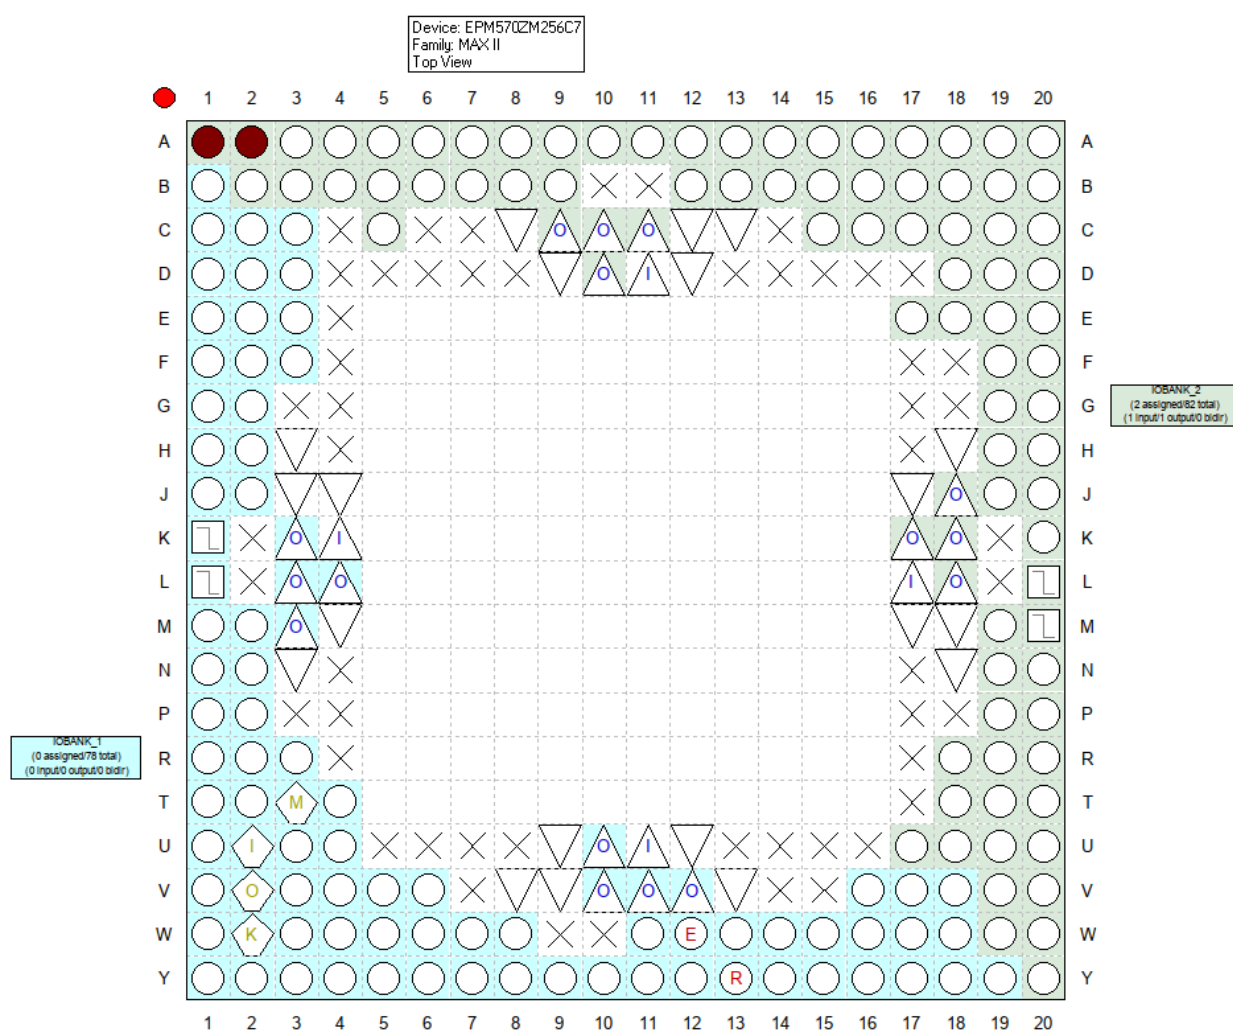 Device: EPM570ZM256C7
Family: MAX II
Top View
1 2 3 4 5 6 7 8 9 10 11 12 13 14 15 16 17 18 19 20
A A
B B
C O O O C
D O I D
E E
F F
G G
IOBANK_2
(2 assigned/82 total)
(1 input/1 output/0 bidir)
H H
J O J
K O I O O K
L O O I O L
M O M
N N
P P
IOBANK_1
(0 assigned/78 total)
(0 input/0 output/0 bidir)
R R
T M T
U I O I U
V O O O O V
W K E W
Y R Y
1 2 3 4 5 6 7 8 9 10 11 12 13 14 15 16 17 18 19 20